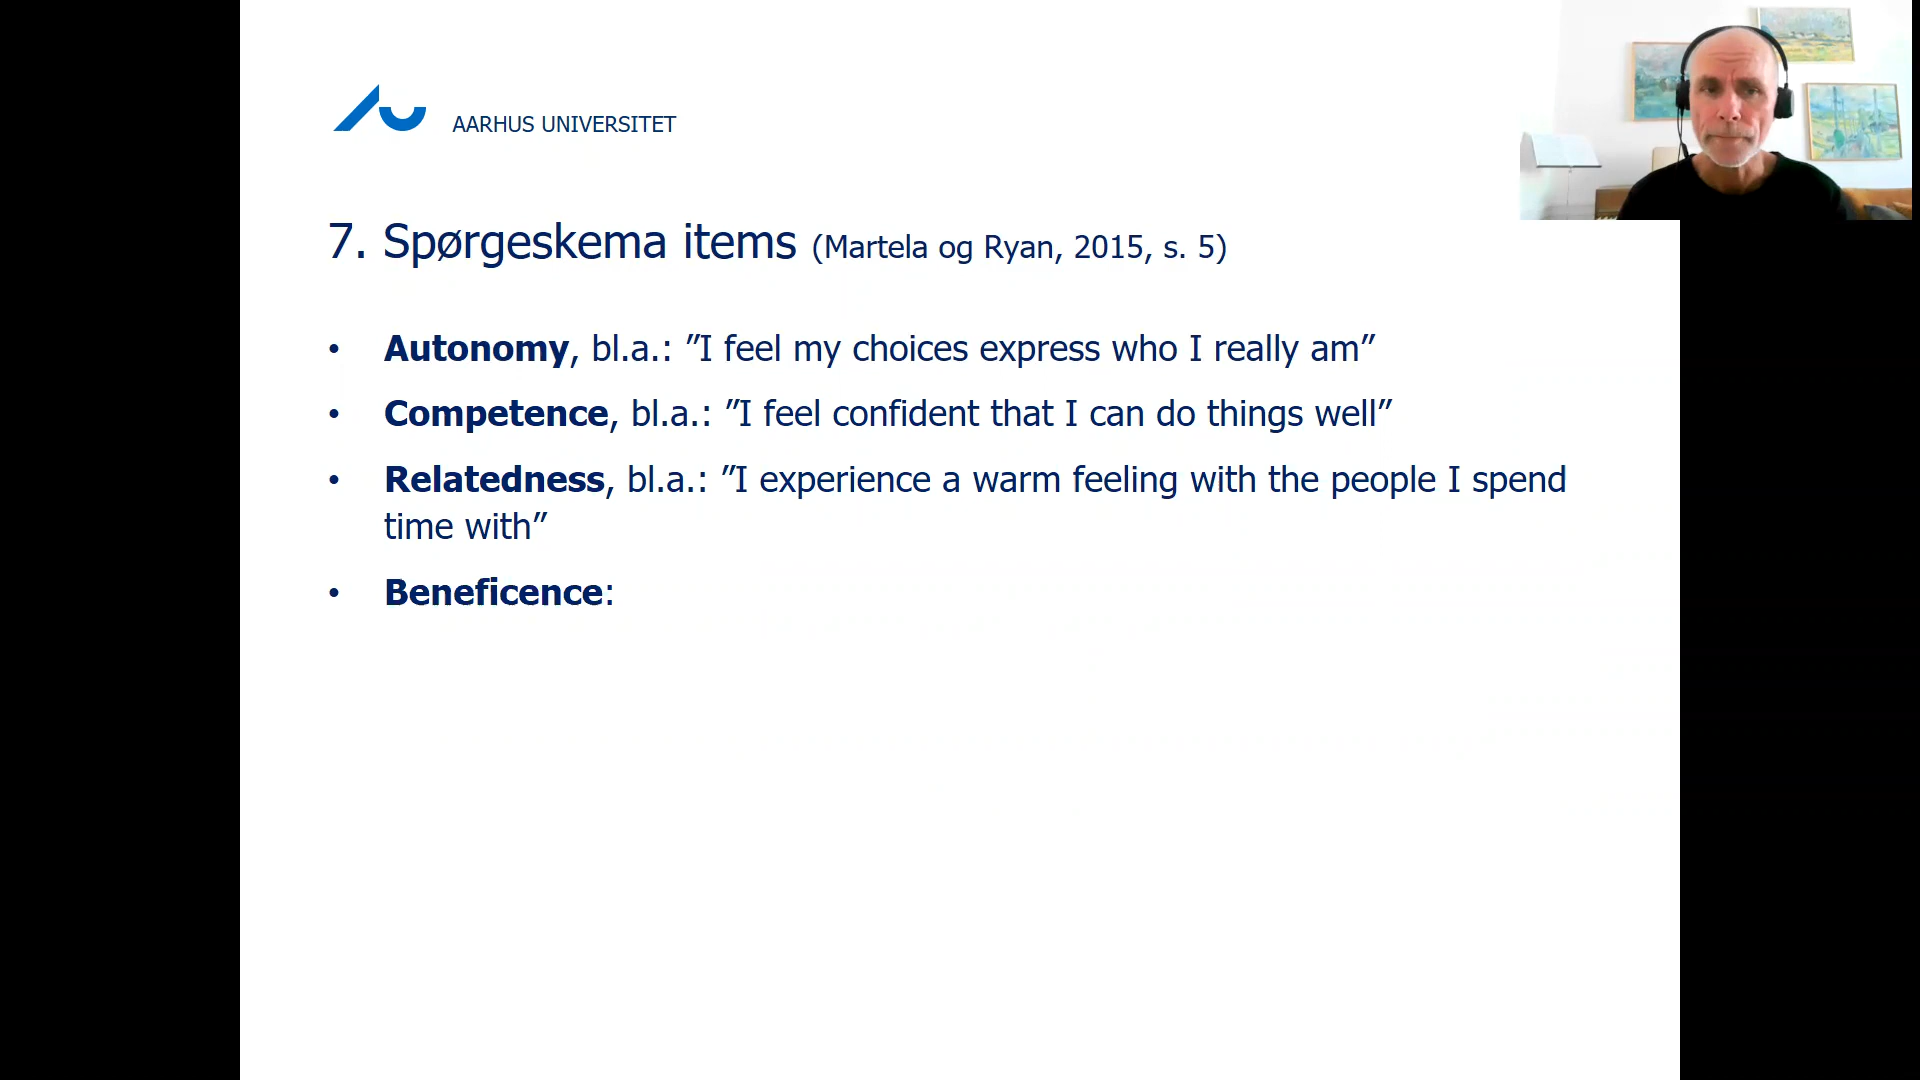 AARHUS UNIVERSITET
7. Spørgeskema items (Martela og Ryan, 2015, s. 5)
• Autonomy, bl.a.: ”I feel my choices express who I really am”
• Competence, bl.a.: ”I feel confident that I can do things well”
• Relatedness, bl.a.: ”I experience a warm feeling with the people I spend
time with”
• Beneficence: